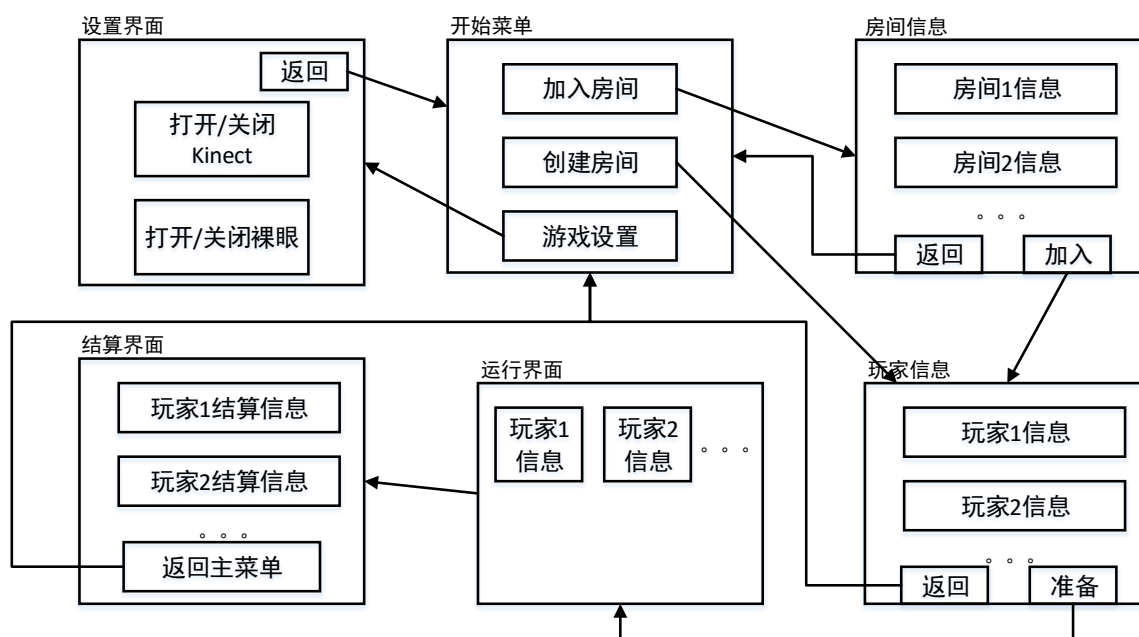 设置界面
返回
打开/关闭
Kinect
打开/关闭裸眼
开始菜单
加入房间
创建房间
游戏设置
房间信息
房间1信息
房间2信息
。。。
返回
加入
结算界面
玩家1结算信息
玩家2结算信息
。。。
返回主菜单
运行界面
玩家1
信息
玩家2
信息
。。。
玩家信息
玩家1信息
玩家2信息
。。。
返回
准备